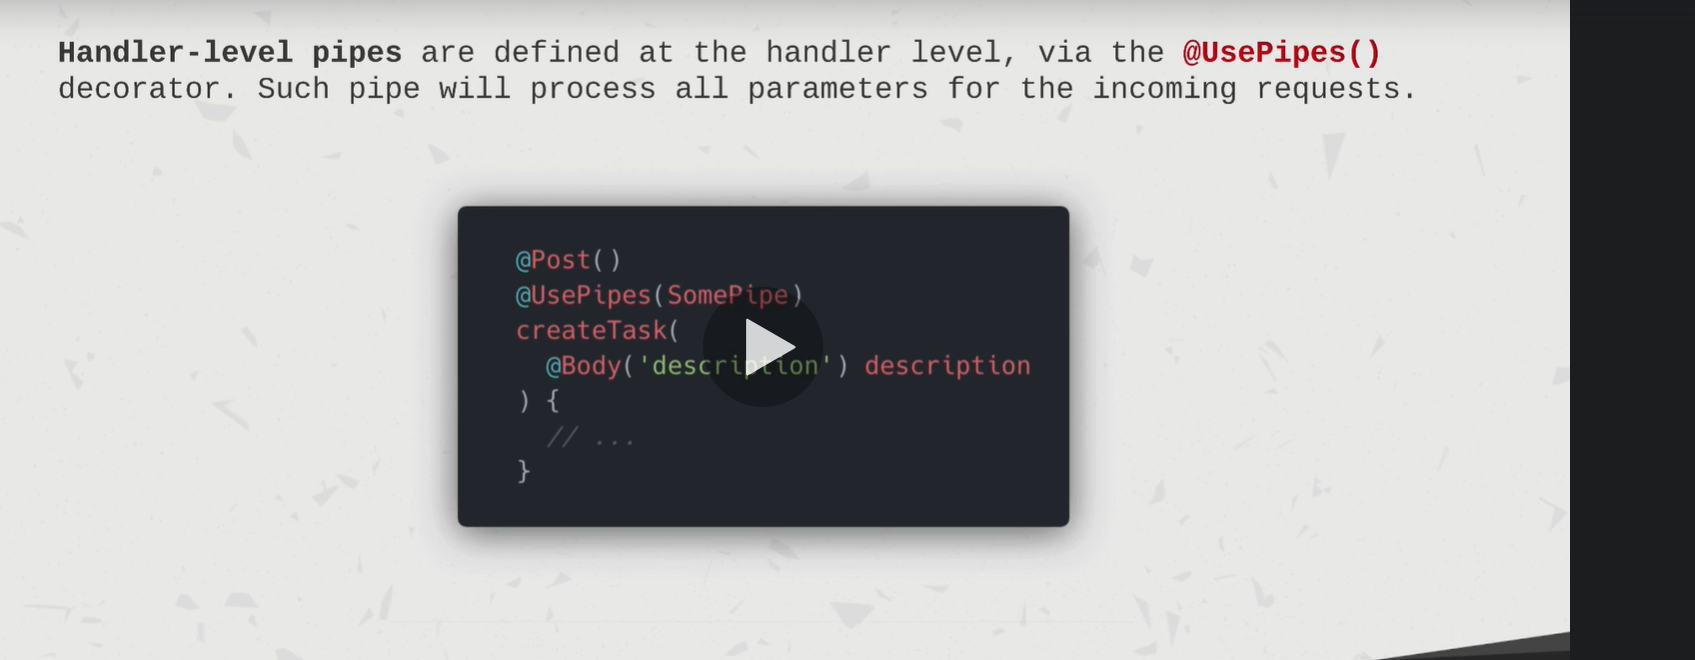 Handler-level pipes are defined at the handler level, via the @UsePipes()
decorator. Such pipe will process all parameters for the incoming requests.
@Post()
@UsePipes(SomePipe)
createTask(
@Body('description') description
) {
// ...
}